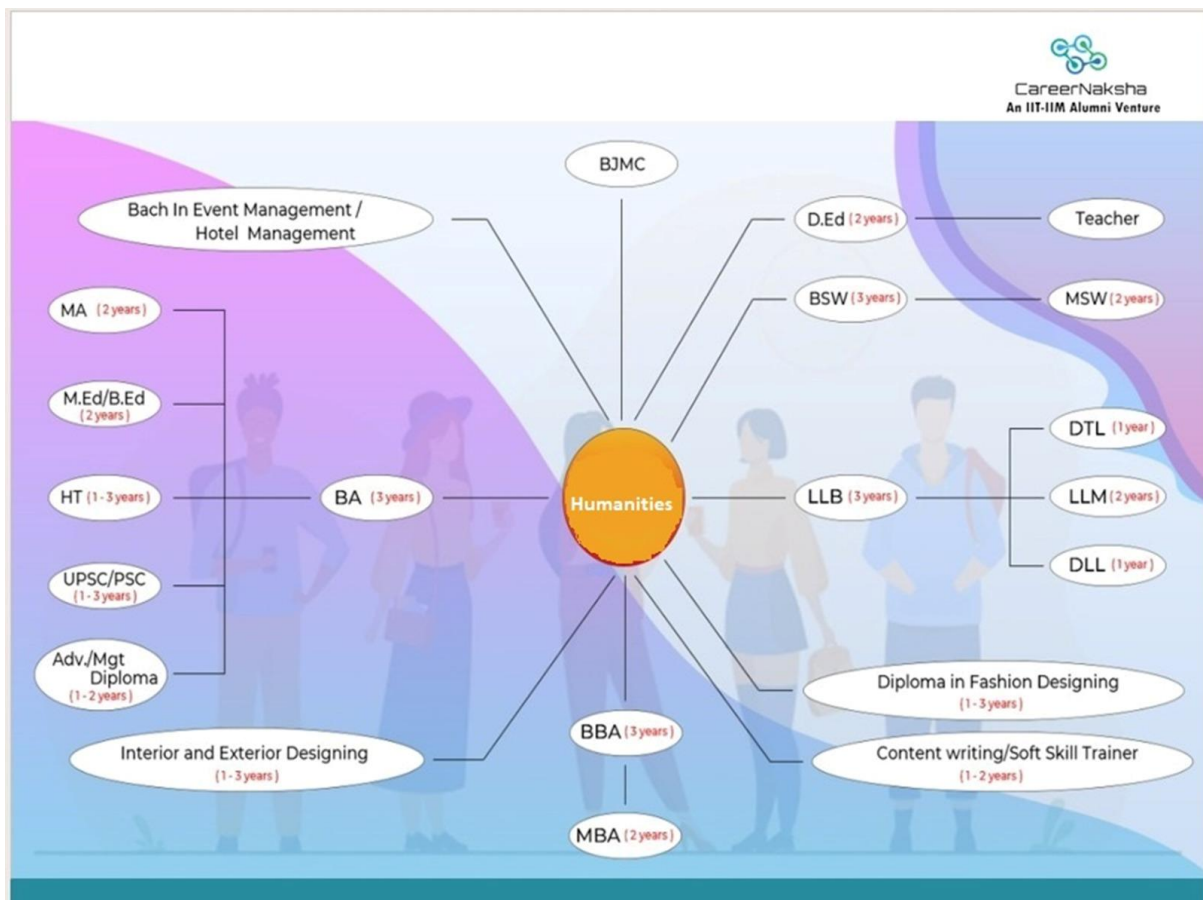 CareerNaksha
An IIT-IIM Alumni Venture
BJMC
Bach In Event Management /
Hotel Management
D.Ed (2 years)
Teacher
BSW (3 years)
MSW (2 years)
MA (2 years)
M.Ed/B.Ed
(2 years)
HT (1-3 years)
UPSC/PSC
(1-3 years)
Adv./Mgt
Diploma
(1-2 years)
BA (3 years)
Humanities
LLB (3 years)
DTL (1 year)
LLM (2 years)
DLL (1 year)
Diploma in Fashion Designing
(1-3 years)
Interior and Exterior Designing
(1-3 years)
BBA (3 years)
Content writing/Soft Skill Trainer
(1-2 years)
MBA (2 years)